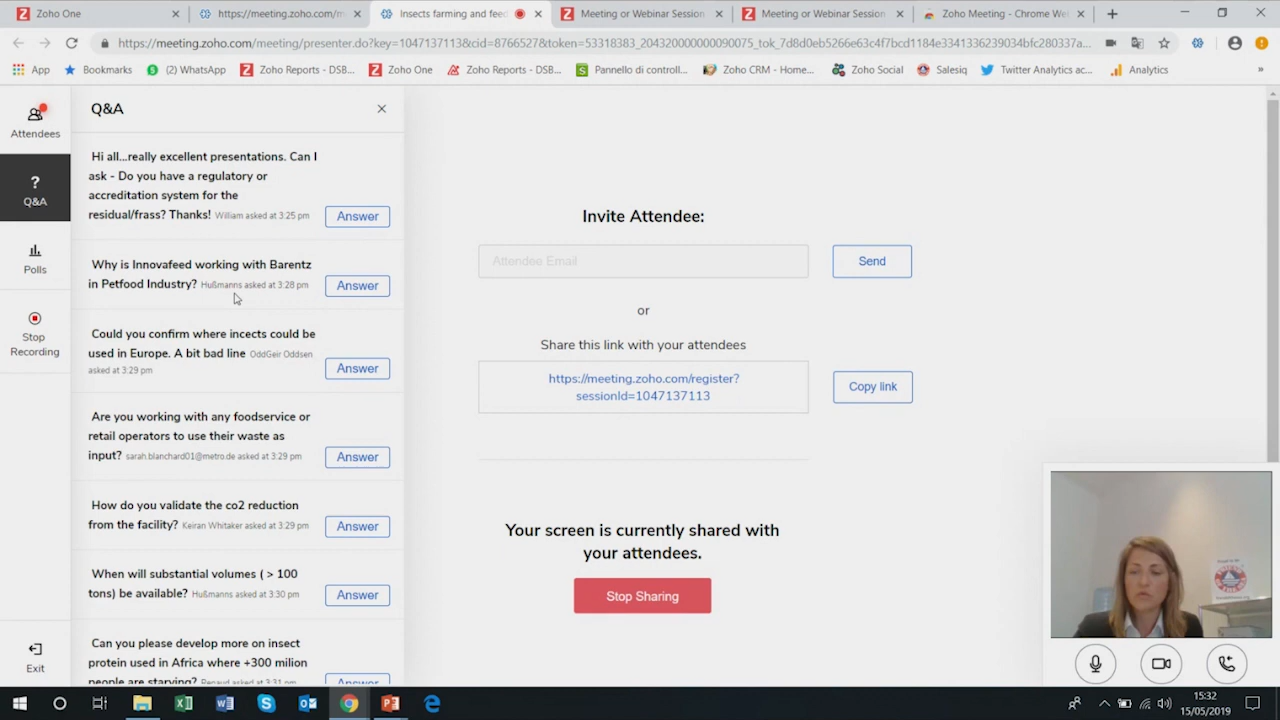 Zoho One
https://meeting.zoho.com/m
Insects farming and feed
Meeting or Webinar Session
Meeting or Webinar Session
Zoho Meeting - Chrome We
https://meeting.zoho.com/meeting/presenter.do?key=1047137113&cid=8766527&token=53318383_204320000000090075_tok_7d8d0eb5266e63c4f7bcd1184e3341336239034bfc280337a...
App
Bookmarks
(2) WhatsApp
Zoho Reports - DSB...
Zoho One
Zoho Reports - DSB...
Pannello di controll...
Zoho CRM - Home...
Zoho Social
Salesiq
Twitter Analytics ac...
Analytics
»
Attendees
Q&A
Polls
Stop
Recording
Exit
Q&A
Hi all...really excellent presentations. Can I
ask - Do you have a regulatory or
accreditation system for the
residual/frass? Thanks! William asked at 3:25 pm
Answer
Why is Innovafeed working with Barentz
in Petfood Industry? Hußmanns asked at 3:28 pm
Answer
Could you confirm where incects could be
used in Europe. A bit bad line OddGeir Oddsen
asked at 3:29 pm
Answer
Are you working with any foodservice or
retail operators to use their waste as
input? sarah.blanchard01@metro.de asked at 3:29 pm
Answer
How do you validate the co2 reduction
from the facility? Keiran Whitaker asked at 3:29 pm
Answer
When will substantial volumes ( > 100
tons) be available? Hußmanns asked at 3:30 pm
Answer
Can you please develop more on insect
protein used in Africa where +300 milion
people are starving? Renaud asked at 3:31 pm
Answer
Invite Attendee:
Attendee Email
Send
or
Share this link with your attendees
https://meeting.zoho.com/register?
sessionId=1047137113
Copy link
Your screen is currently shared with
your attendees.
Stop Sharing
15:32
15/05/2019